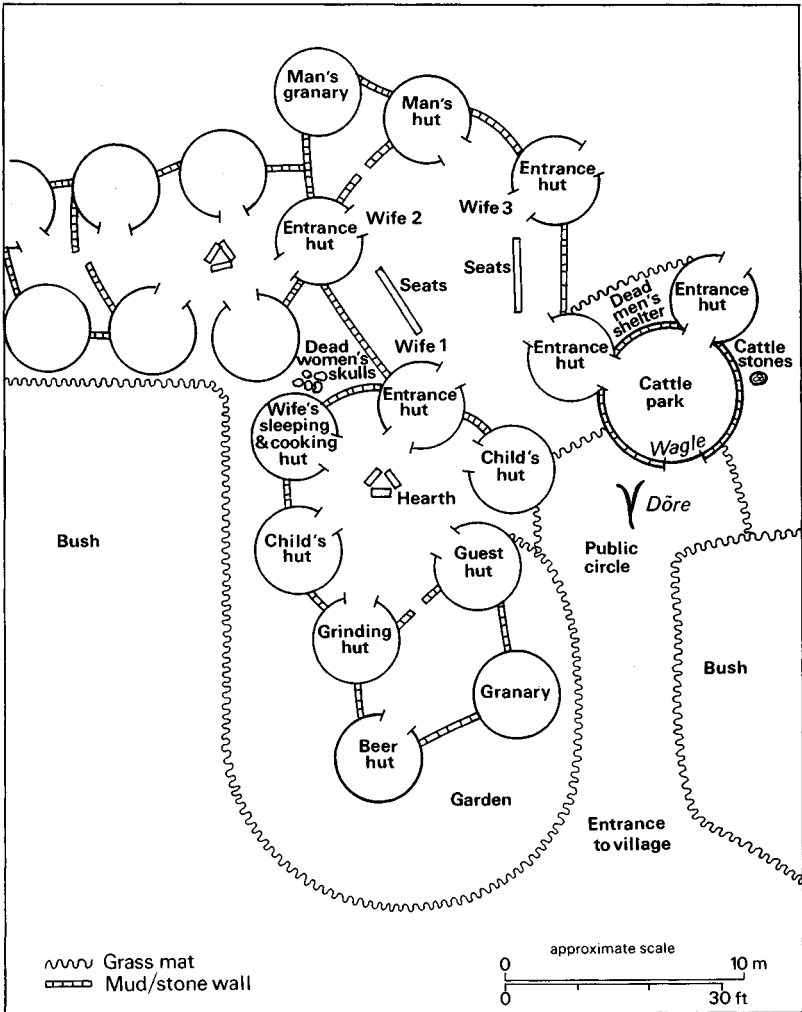 Man's
granary
Man's
hut
Entrance
hut
Wife 2
Wife 3
Entrance
hut
Seats
Seats
Dead
men's
shelter
Entrance
hut
Wife 1
Dead
women's
skulls
Entrance
hut
Cattle
stones
Cattle
park
Entrance
hut
Wife's
sleeping
& cooking
hut
Wagle
Child's
hut
Hearth
Dõre
Bush
Child's
hut
Guest
hut
Public
circle
Grinding
hut
Bush
Granary
Beer
hut
Garden
Entrance
to village
Grass mat
Mud/stone wall
approximate scale
0 10 m
0 30 ft